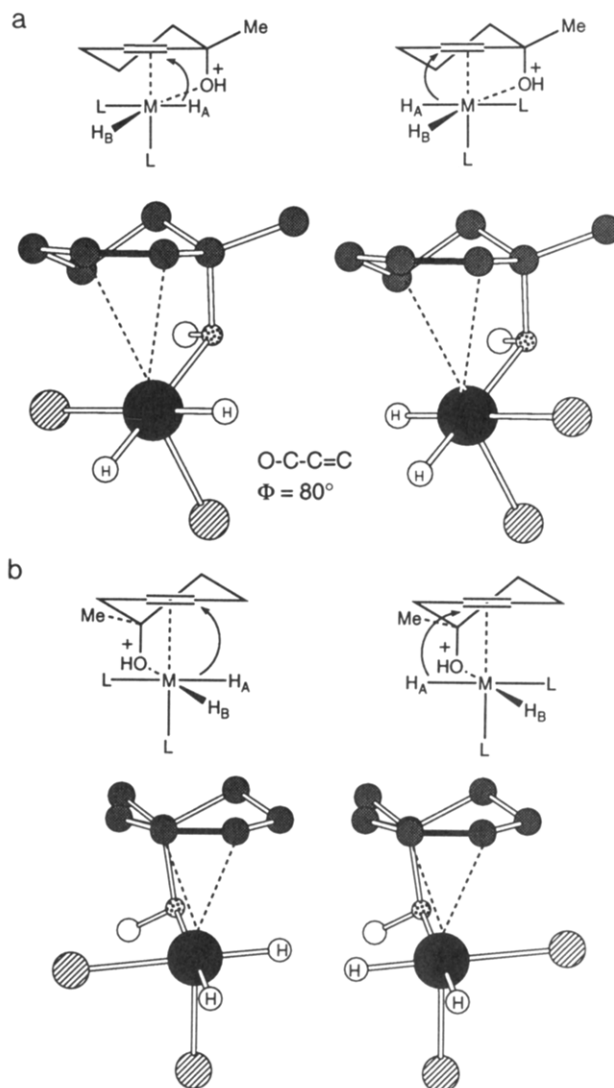 a
Me
+
OH
L M H_A
H_B
L
Me
+
OH
H_A M L
H_B
L
H
H
H
H
O-C-C=C
Φ = 80°
b
Me
+
HO
L M H_A
H_B
L
Me
+
HO
H_A M L
H_B
L
H
H
H
H